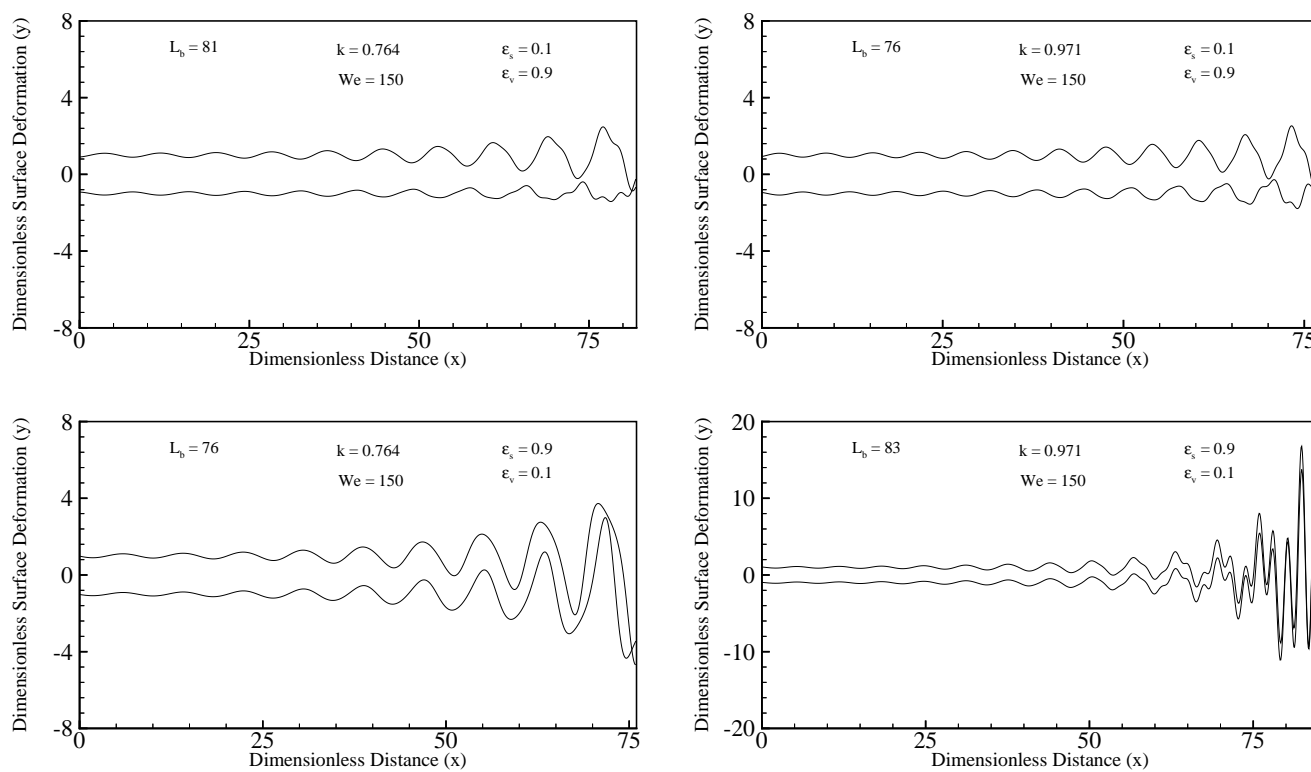 Dimensionless Surface Deformation (y)
8
4
0
-4
-8
L_b = 81
k = 0.764
ε_s = 0.1
We = 150
ε_v = 0.9
0
25
50
75
Dimensionless Distance (x)
Dimensionless Surface Deformation (y)
8
4
0
-4
-8
L_b = 76
k = 0.971
ε_s = 0.1
We = 150
ε_v = 0.9
0
25
50
75
Dimensionless Distance (x)
Dimensionless Surface Deformation (y)
8
4
0
-4
-8
L_b = 76
k = 0.764
ε_s = 0.9
We = 150
ε_v = 0.1
0
25
50
75
Dimensionless Distance (x)
Dimensionless Surface Deformation (y)
20
10
0
-10
-20
L_b = 83
k = 0.971
ε_s = 0.9
We = 150
ε_v = 0.1
0
25
50
75
Dimensionless Distance (x)